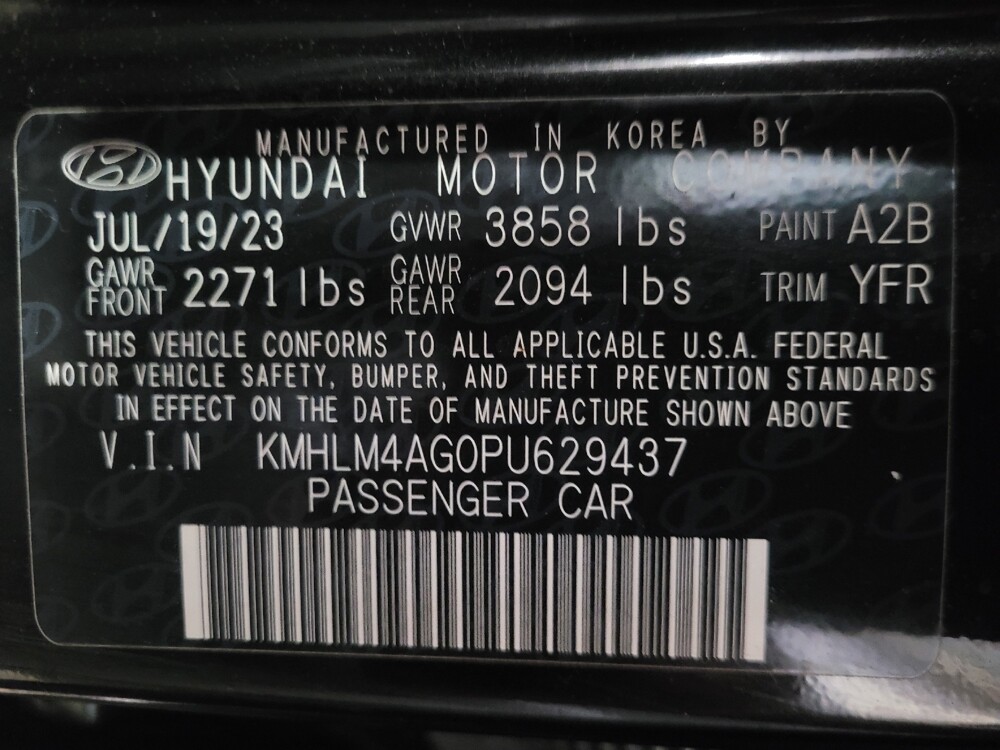 MANUFACTURED IN KOREA BY
HYUNDAI MOTOR COMPANY
JUL/19/23 GVWR 3858 lbs PAINT A2B
GAWR FRONT 2271 lbs GAWR REAR 2094 lbs TRIM YFR
THIS VEHICLE CONFORMS TO ALL APPLICABLE U.S.A. FEDERAL
MOTOR VEHICLE SAFETY, BUMPER, AND THEFT PREVENTION STANDARDS
IN EFFECT ON THE DATE OF MANUFACTURE SHOWN ABOVE
V.I.N KMHLM4AG0PU629437
PASSENGER CAR